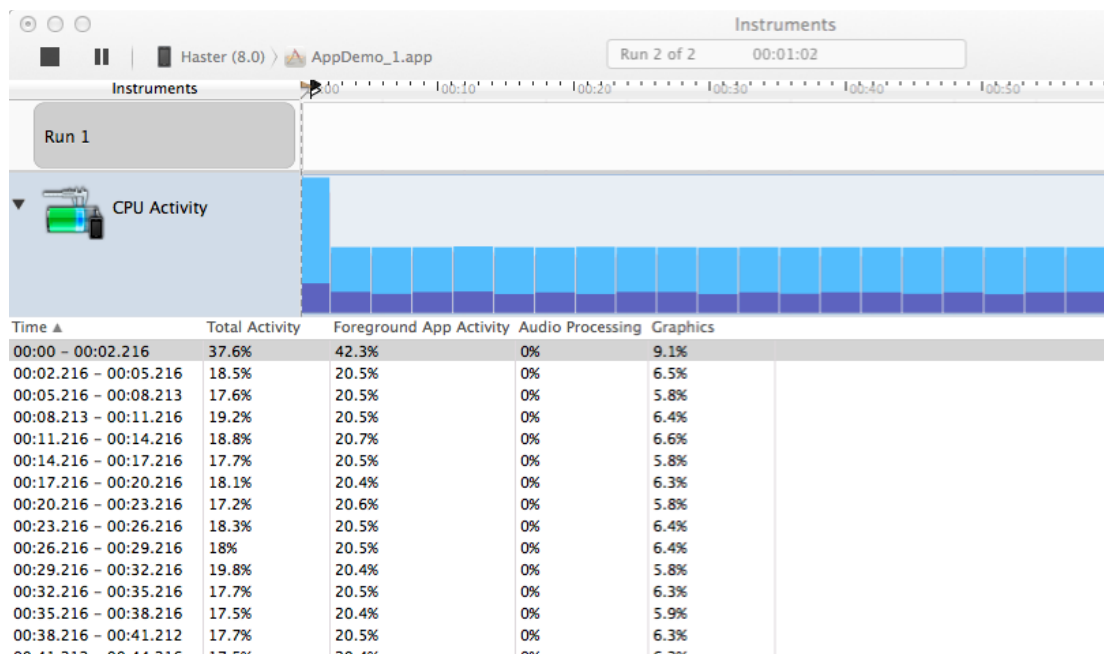 Instruments
Haster (8.0) AppDemo_1.app Run 2 of 2 00:01:02
Instruments 00:10 00:20 00:30 00:40 00:50
Run 1
CPU Activity
Time ▲ Total Activity Foreground App Activity Audio Processing Graphics
00:00 – 00:02.216 37.6% 42.3% 0% 9.1%
00:02.216 – 00:05.216 18.5% 20.5% 0% 6.5%
00:05.216 – 00:08.213 17.6% 20.5% 0% 5.8%
00:08.213 – 00:11.216 19.2% 20.5% 0% 6.4%
00:11.216 – 00:14.216 18.8% 20.7% 0% 6.6%
00:14.216 – 00:17.216 17.7% 20.5% 0% 5.8%
00:17.216 – 00:20.216 18.1% 20.4% 0% 6.3%
00:20.216 – 00:23.216 17.2% 20.6% 0% 5.8%
00:23.216 – 00:26.216 18.3% 20.5% 0% 6.4%
00:26.216 – 00:29.216 18% 20.5% 0% 6.4%
00:29.216 – 00:32.216 19.8% 20.4% 0% 5.8%
00:32.216 – 00:35.216 17.7% 20.5% 0% 6.3%
00:35.216 – 00:38.216 17.5% 20.4% 0% 5.9%
00:38.216 – 00:41.212 17.7% 20.5% 0% 6.3%